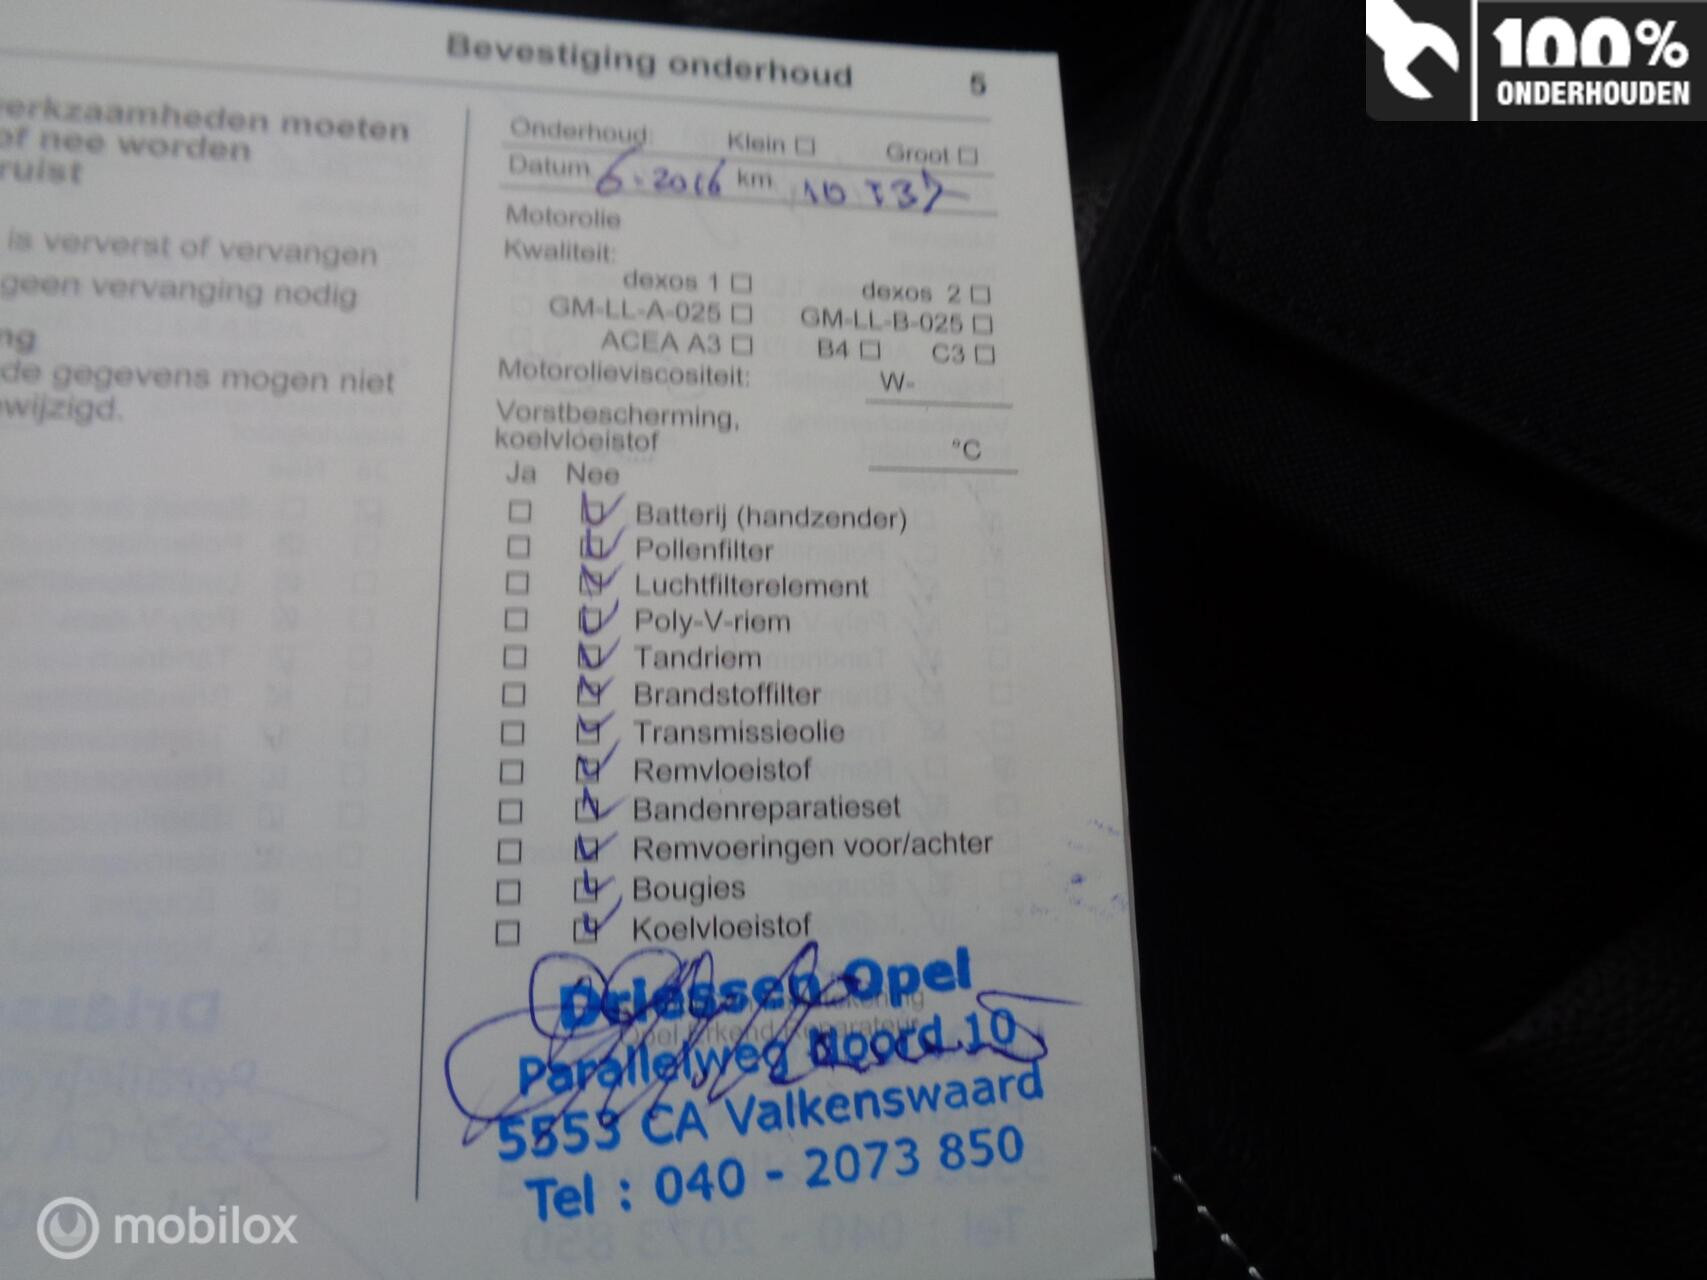 100%
ONDERHOUDEN
Bevestiging onderhoud 5
werkzaamheden moeten
of nee worden
ruist
is ververst of vervangen
geen vervanging nodig
ng
de gegevens mogen niet
wijzigd.
Onderhoud: Klein ☐ Groot ☐
Datum 6-2016 km
Motorolie
Kwaliteit:
dexos 1 ☐ dexos 2 ☐
GM-LL-A-025 ☐ GM-LL-B-025 ☐
ACEA A3 ☐ B4 ☐ C3 ☐
Motorolieviscositeit: W-
Vorstbescherming,
koelvloeistof °C
Ja Nee
Batterij (handzender)
Pollenfilter
Luchtfilterelement
Poly-V-riem
Tandriem
Brandstoffilter
Transmissieolie
Remvloeistof
Bandenreparatieset
Remvoeringen voor/achter
Bougies
Koelvloeistof
Driessen Opel
Opel Erkend Reparateur
Parallelweg Noord 10
5553 CA Valkenswaard
Tel : 040 - 2073 850
mobilox